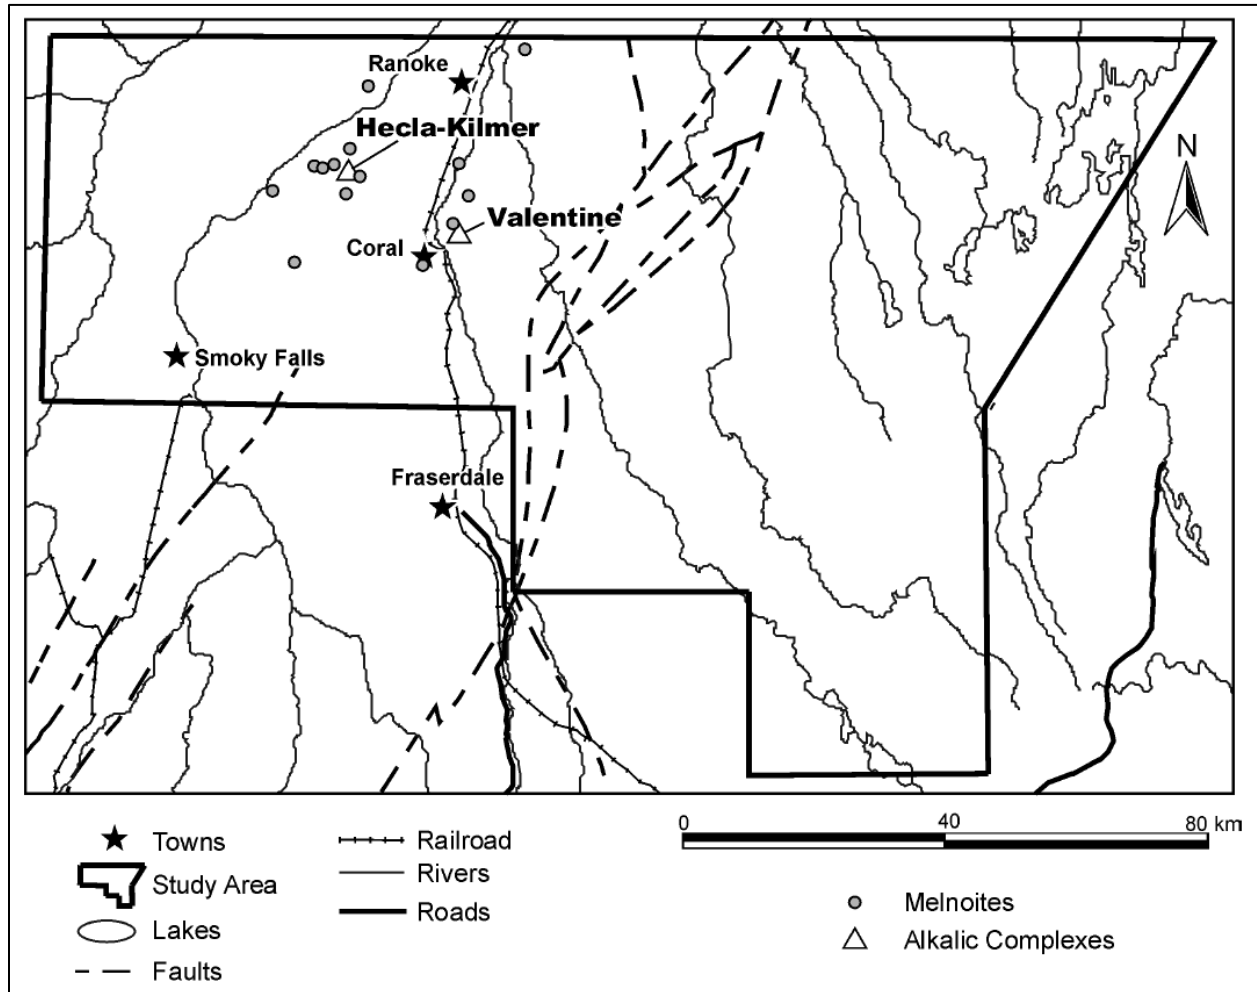 Ranoke
Hecla-Kilmer
N
Valentine
Coral
Smoky Falls
Fraserdale
0 40 80 km
Towns
Railroad
Study Area
Rivers
Lakes
Roads
Faults
Melnoites
Alkalic Complexes